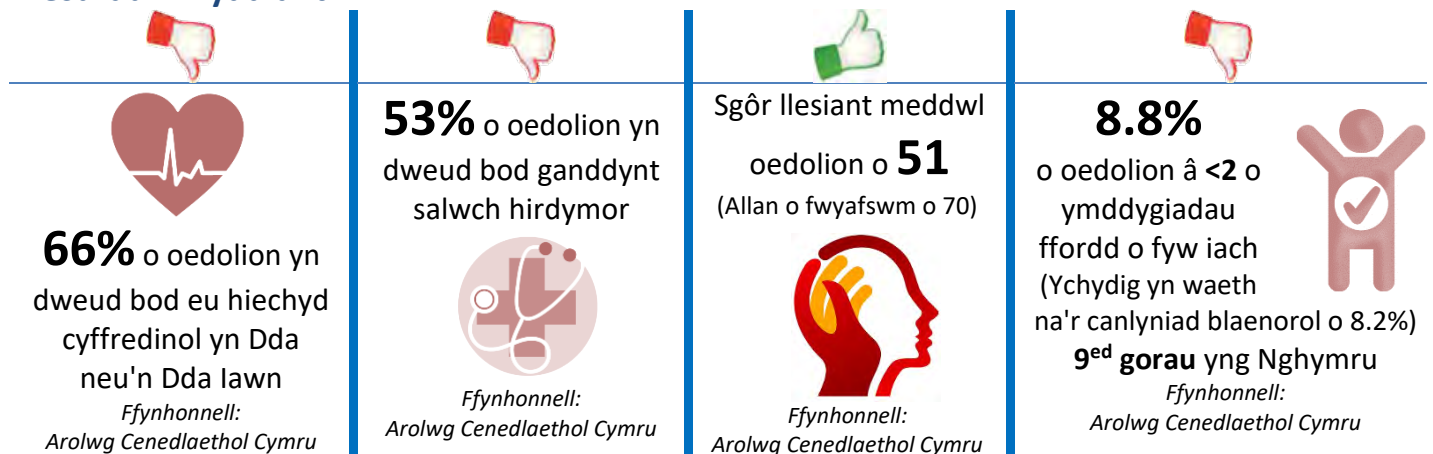 66% o oedolion yn
dweud bod eu hiechyd
cyffredinol yn Dda
neu'n Dda Iawn
Ffynhonnell:
Arolwg Cenedlaethol Cymru
53% o oedolion yn
dweud bod ganddynt
salwch hirdymor
Ffynhonnell:
Arolwg Cenedlaethol Cymru
Sgôr llesiant meddwl
oedolion o 51
(Allan o fwyafswm o 70)
Ffynhonnell:
Arolwg Cenedlaethol Cymru
8.8%
o oedolion â <2 o
ymddygiadau
ffordd o fyw iach
(Ychydig yn waeth
na'r canlyniad blaenorol o 8.2%)
9ed gorau yng Nghymru
Ffynhonnell:
Arolwg Cenedlaethol Cymru